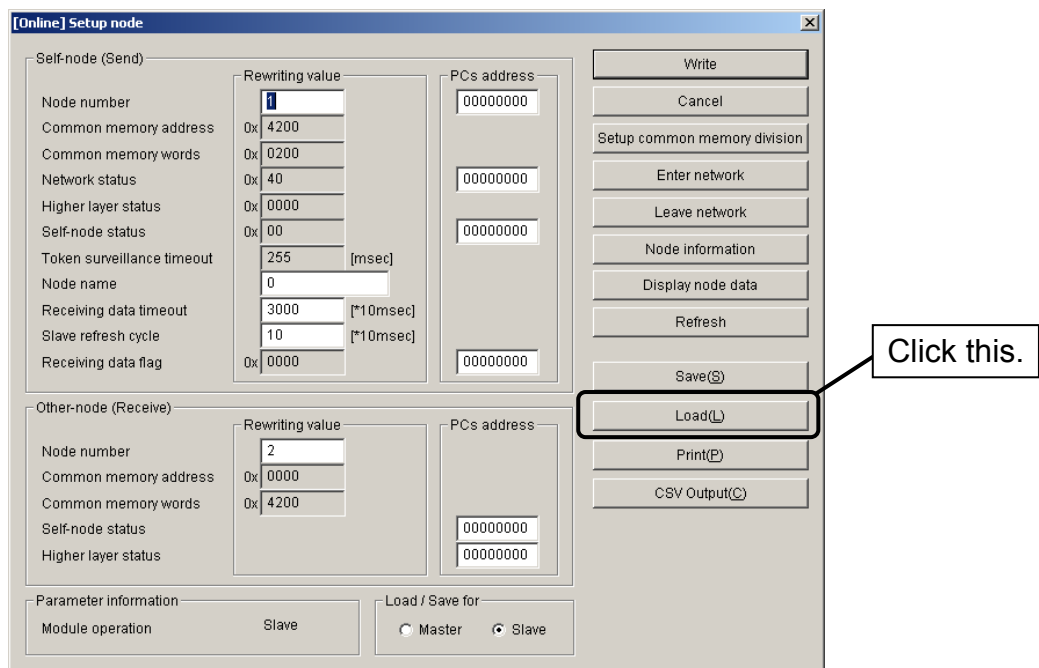 [Online] Setup node
Self-node (Send)
Rewriting value
PCs address
Node number 1 00000000
Common memory address 0x 4200
Common memory words 0x 0200
Network status 0x 40 00000000
Higher layer status 0x 0000
Self-node status 0x 00 00000000
Token surveillance timeout 255 [msec]
Node name 0
Receiving data timeout 3000 [*10msec]
Slave refresh cycle 10 [*10msec]
Receiving data flag 0x 0000 00000000
Other-node (Receive)
Rewriting value
PCs address
Node number 2
Common memory address 0x 0000
Common memory words 0x 4200
Self-node status 00000000
Higher layer status 00000000
Parameter information
Module operation Slave
Load / Save for
Master Slave
Write
Cancel
Setup common memory division
Enter network
Leave network
Node information
Display node data
Refresh
Save(S)
Load(L)
Print(P)
CSV Output(C)
Click this.